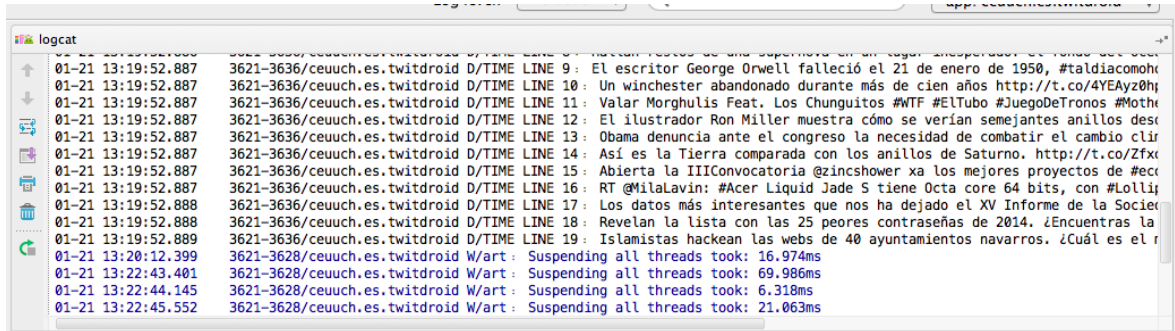 logcat
01-21 13:19:52.887 3621-3636/ceuuch.es.twitdroid D/TIME LINE 9: El escritor George Orwell falleció el 21 de enero de 1950, #taldiacomoho
01-21 13:19:52.887 3621-3636/ceuuch.es.twitdroid D/TIME LINE 10: Un winchester abandonado durante más de cien años http://t.co/4YEAyz0hp
01-21 13:19:52.887 3621-3636/ceuuch.es.twitdroid D/TIME LINE 11: Valar Morghulis Feat. Los Chunguitos #WTF #ElTubo #JuegoDeTronos #Mothe
01-21 13:19:52.887 3621-3636/ceuuch.es.twitdroid D/TIME LINE 12: El ilustrador Ron Miller muestra cómo se verían semejantes anillos desd
01-21 13:19:52.887 3621-3636/ceuuch.es.twitdroid D/TIME LINE 13: Obama denuncia ante el congreso la necesidad de combatir el cambio clim
01-21 13:19:52.887 3621-3636/ceuuch.es.twitdroid D/TIME LINE 14: Así es la Tierra comparada con los anillos de Saturno. http://t.co/Zfxc
01-21 13:19:52.887 3621-3636/ceuuch.es.twitdroid D/TIME LINE 15: Abierta la IIIConvocatoria @zincshower xa los mejores proyectos de #eco
01-21 13:19:52.887 3621-3636/ceuuch.es.twitdroid D/TIME LINE 16: RT @MilaLavin: #Acer Liquid Jade S tiene Octa core 64 bits, con #Lollip
01-21 13:19:52.888 3621-3636/ceuuch.es.twitdroid D/TIME LINE 17: Los datos más interesantes que nos ha dejado el XV Informe de la Socied
01-21 13:19:52.888 3621-3636/ceuuch.es.twitdroid D/TIME LINE 18: Revelan la lista con las 25 peores contraseñas de 2014. ¿Encuentras la
01-21 13:19:52.889 3621-3636/ceuuch.es.twitdroid D/TIME LINE 19: Islamistas hackean las webs de 40 ayuntamientos navarros. ¿Cuál es el
01-21 13:20:12.399 3621-3628/ceuuch.es.twitdroid W/art: Suspending all threads took: 16.974ms
01-21 13:22:43.401 3621-3628/ceuuch.es.twitdroid W/art: Suspending all threads took: 69.986ms
01-21 13:22:44.145 3621-3628/ceuuch.es.twitdroid W/art: Suspending all threads took: 6.318ms
01-21 13:22:45.552 3621-3628/ceuuch.es.twitdroid W/art: Suspending all threads took: 21.063ms